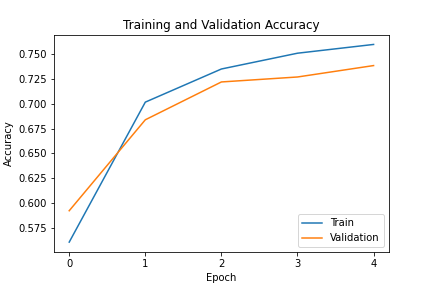 Training and Validation Accuracy
Accuracy
0.750
0.725
0.700
0.675
0.650
0.625
0.600
0.575
0 1 2 3 4
Epoch
Train
Validation